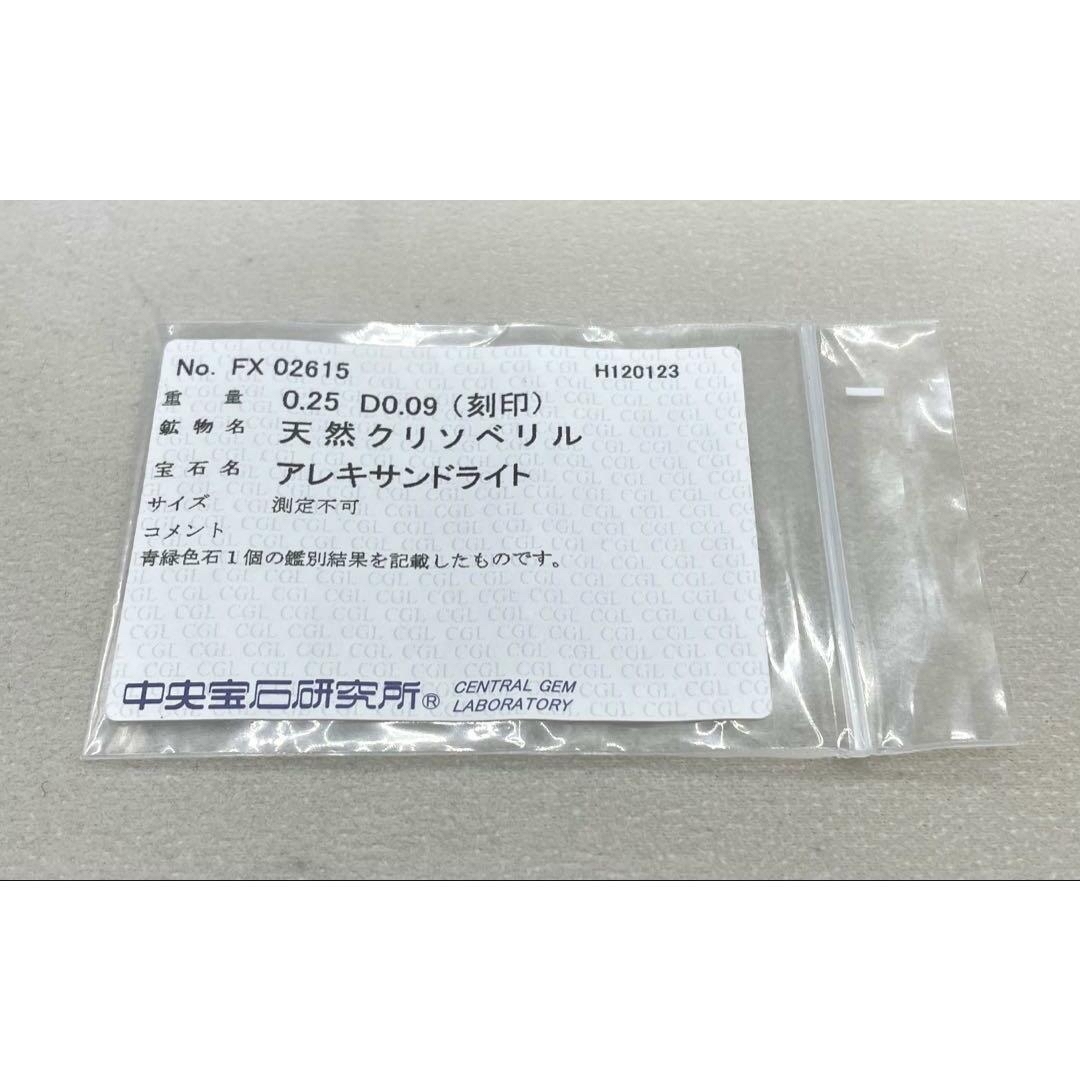 No. FX 02615 H120123
重量 0.25 D0.09（刻印）
鉱物名 天然クリソベリル
宝石名 アレキサンドライト
サイズ 測定不可
コメント
青緑色石１個の鑑別結果を記載したものです。
中央宝石研究所® CENTRAL GEM
LABORATORY